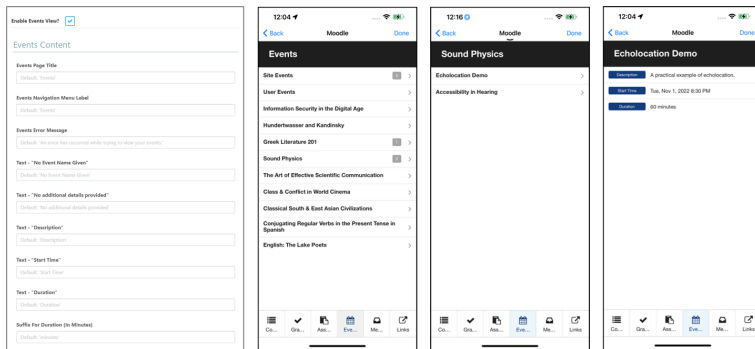 Enable Events View?
Events Content
Events Page Title
Default: 'Events'
Events Navigation Menu Label
Default: 'Events'
Events Error Message
Default: 'An error has occurred while trying to view your events.'
Text - "No Event Name Given"
Default: 'No Event Name Given'
Text - "No additional details provided"
Default: 'No additional details provided'
Text - "Description"
Default: 'Description'
Text - "Start Time"
Default: 'Start Time'
Text - "Duration"
Default: 'Duration'
Suffix For Duration (In Minutes)
Default: 'minutes'
12:04
Back Moodle Done
Events
Site Events
User Events
Information Security in the Digital Age
Hundertwasser and Kandinsky
Greek Literature 201
Sound Physics
The Art of Effective Scientific Communication
Class & Conflict in World Cinema
Classical South & East Asian Civilizations
Conjugating Regular Verbs in the Present Tense in
Spanish
English: The Lake Poets
Co... Gra... Ass... Eve... Me... Links
12:16
Back Moodle Done
Sound Physics
Echolocation Demo
Accessibility in Hearing
Co... Gra... Ass... Eve... Me... Links
12:04
Back Moodle Done
Echolocation Demo
Description A practical example of echolocation.
Start Time Tue, Nov 1, 2022 8:30 PM
Duration 60 minutes
Co... Gra... Ass... Eve... Me... Links